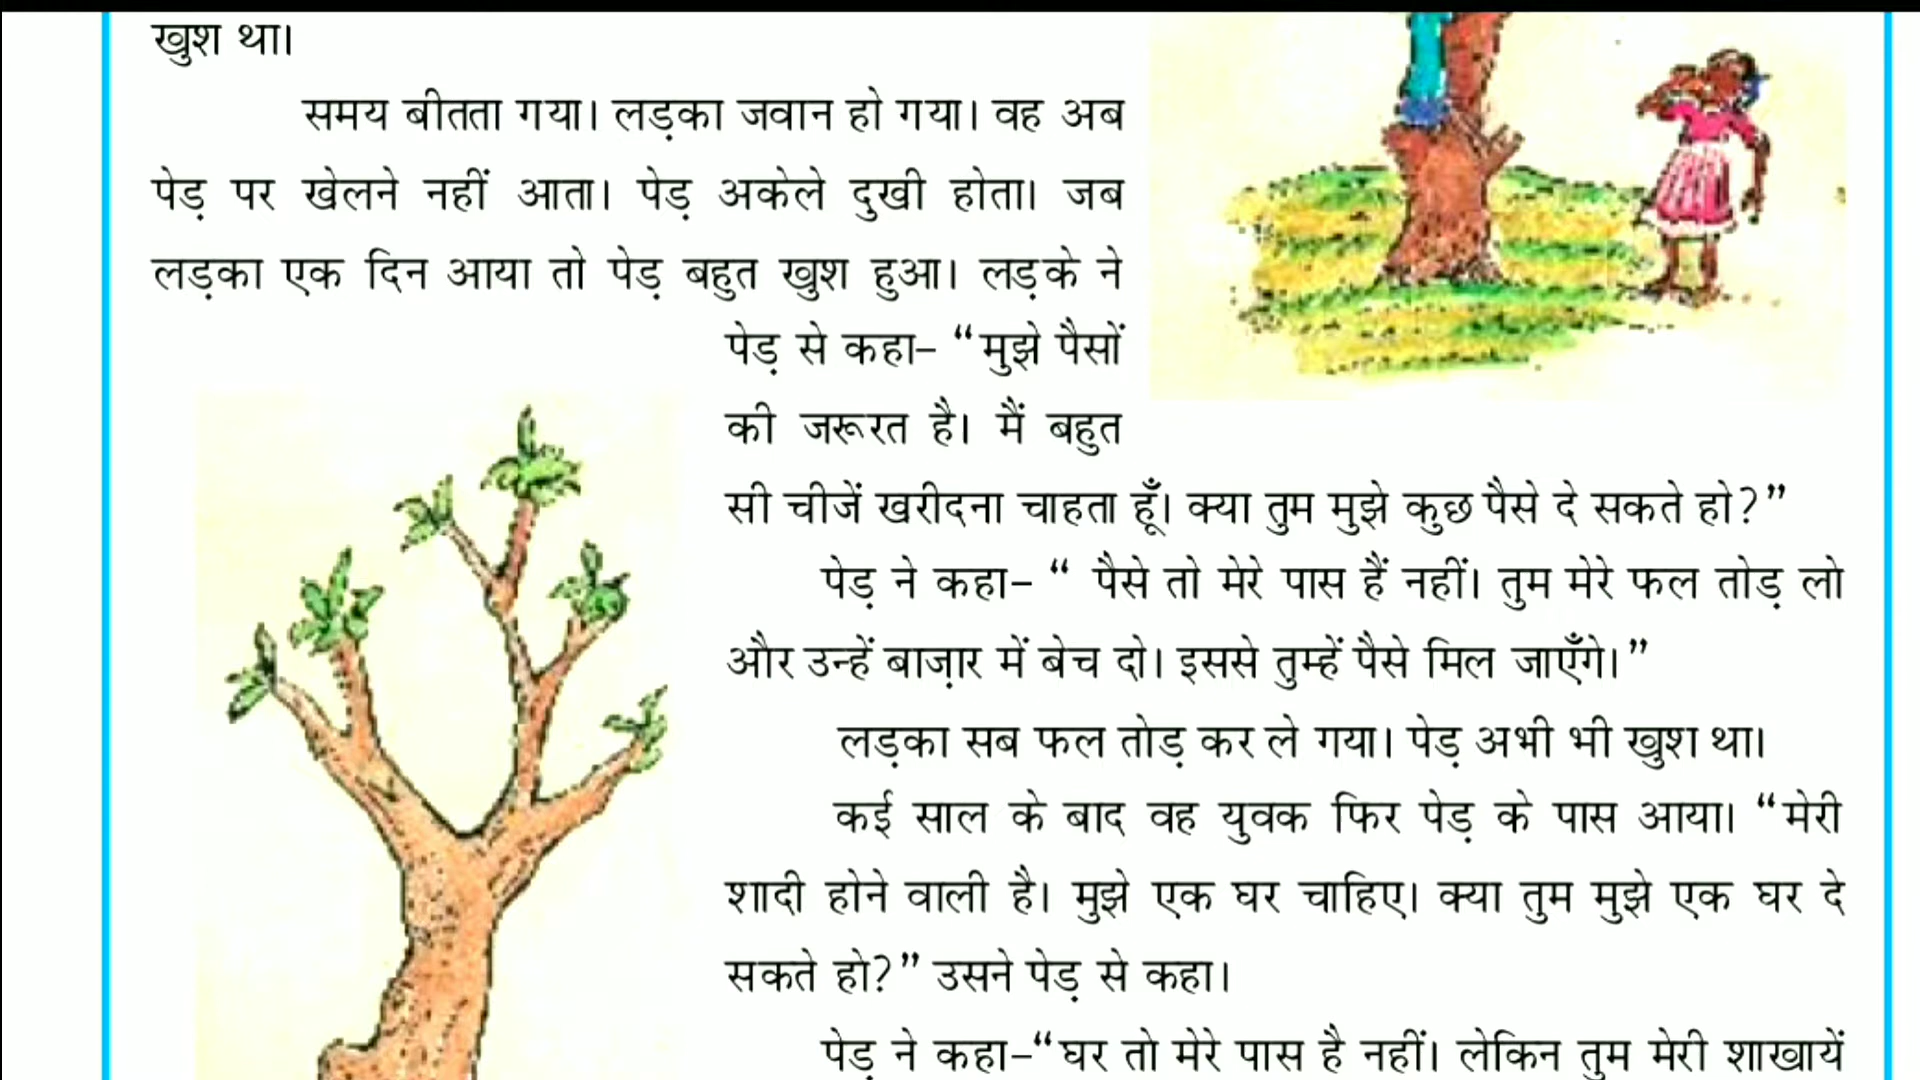 खुश था।
समय बीतता गया। लड़का जवान हो गया। वह अब
पेड़ पर खेलने नहीं आता। पेड़ अकेले दुखी होता। जब
लड़का एक दिन आया तो पेड़ बहुत खुश हुआ। लड़के ने
पेड़ से कहा– “मुझे पैसों
की जरूरत है। मैं बहुत
सी चीजें खरीदना चाहता हूँ। क्या तुम मुझे कुछ पैसे दे सकते हो?”
पेड़ ने कहा– “ पैसे तो मेरे पास हैं नहीं। तुम मेरे फल तोड़ लो
और उन्हें बाज़ार में बेच दो। इससे तुम्हें पैसे मिल जाएँगे।”
लड़का सब फल तोड़ कर ले गया। पेड़ अभी भी खुश था।
कई साल के बाद वह युवक फिर पेड़ के पास आया। “मेरी
शादी होने वाली है। मुझे एक घर चाहिए। क्या तुम मुझे एक घर दे
सकते हो?” उसने पेड़ से कहा।
पेड़ ने कहा–“घर तो मेरे पास है नहीं। लेकिन तुम मेरी शाखायें